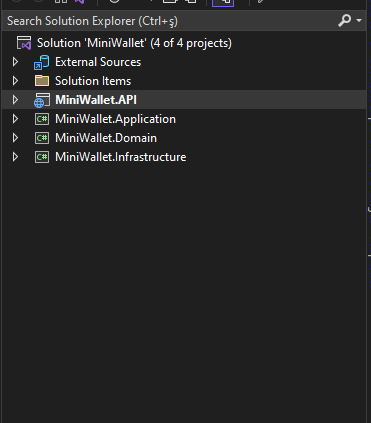 Search Solution Explorer (Ctrl+ş)
Solution 'MiniWallet' (4 of 4 projects)
External Sources
Solution Items
MiniWallet.API
C# MiniWallet.Application
C# MiniWallet.Domain
C# MiniWallet.Infrastructure